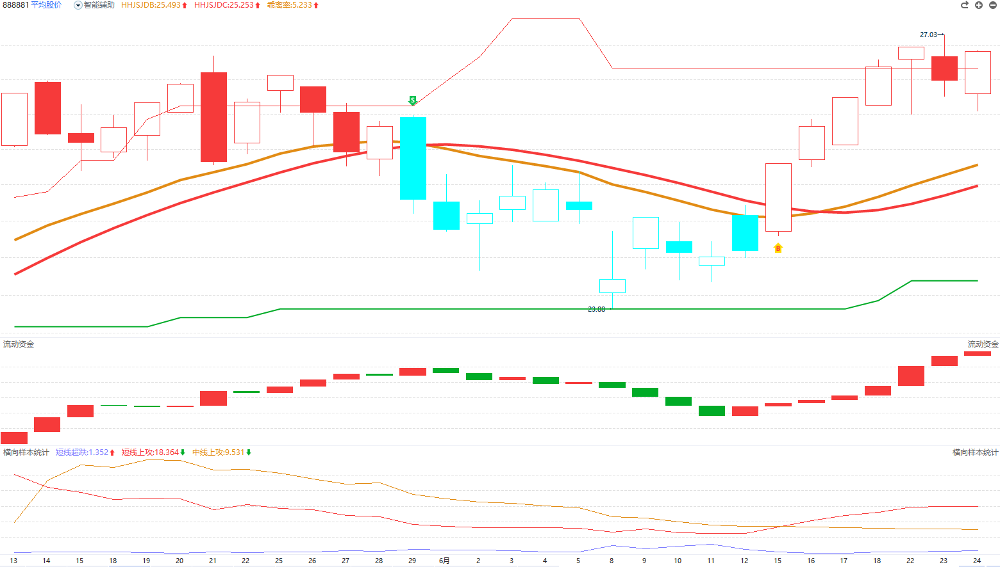 888881 平均股价 智能辅助 HHJSJDB:25.493 HHJSJDC:25.253 乖离率:5.233
27.03
S
B
23.88
流动资金 流动资金
横向样本统计 短线超跌:1.352 短线上攻:18.364 中线上攻:9.531 横向样本统计
13 14 15 18 19 20 21 22 25 26 27 28 29 6月 2 3 4 5 8 9 10 11 12 15 16 17 18 22 23 24